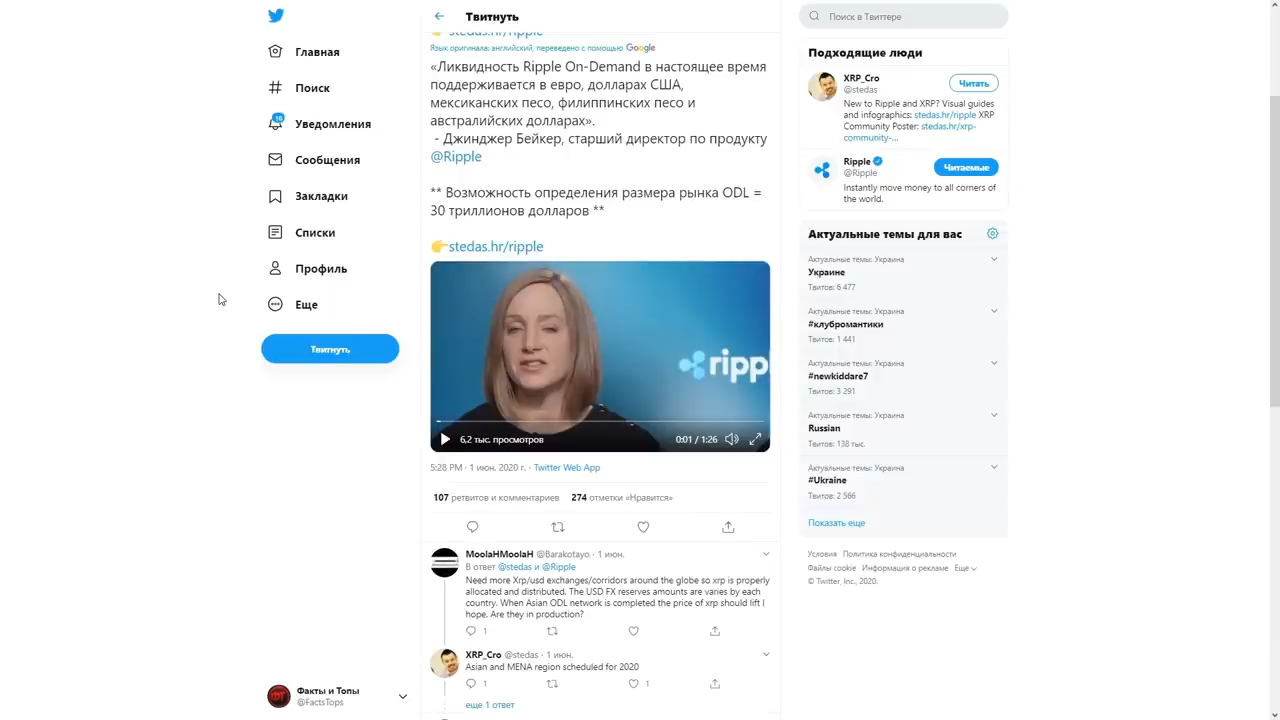 Главная
Поиск
16
Уведомления
Сообщения
Закладки
Списки
Профиль
Еще
Твитнуть
Факты и Топы
@FactsTops
Твитнуть
stedas.hr/ripple
Язык оригинала: английский, переведено с помощью Google
«Ликвидность Ripple On-Demand в настоящее время
поддерживается в евро, долларах США,
мексиканских песо, филиппинских песо и
австралийских долларах».
- Джинджер Бейкер, старший директор по продукту
@Ripple
** Возможность определения размера рынка ODL =
30 триллионов долларов **
stedas.hr/ripple
ripp
6,2 тыс. просмотров
0:01 / 1:26
5:28 PM · 1 июн. 2020 г. · Twitter Web App
107 ретвитов и комментариев 274 отметки «Нравится»
MoolaHMoolaH @Barakotayo · 1 июн.
В ответ @stedas и @Ripple
Need more Xrp/usd exchanges/corridors around the globe so xrp is properly
allocated and distributed. The USD FX reserves amounts are varies by each
country. When Asian ODL network is completed the price of xrp should lift I
hope. Are they in production?
1
XRP_Cro @stedas · 1 июн.
Asian and MENA region scheduled for 2020
1 1
еще 1 ответ
Поиск в Твиттере
Подходящие люди
XRP_Cro
@stedas
Читать
New to Ripple and XRP? Visual guides
and infographics: stedas.hr/ripple XRP
Community Poster: stedas.hr/xrp-
community-...
Ripple
@Ripple
Читаемые
Instantly move money to all corners of
the world.
Актуальные темы для вас
Актуальные темы: Украина
Украине
Твитов: 6 477
Актуальные темы: Украина
#клубромантики
Твитов: 1 441
Актуальные темы: Украина
#newkiddare7
Твитов: 3 291
Актуальные темы: Украина
Russian
Твитов: 138 тыс.
Актуальные темы: Украина
#Ukraine
Твитов: 2 566
Показать еще
Условия Политика конфиденциальности
Файлы cookie Информация о рекламе Еще
© Twitter, Inc., 2020.